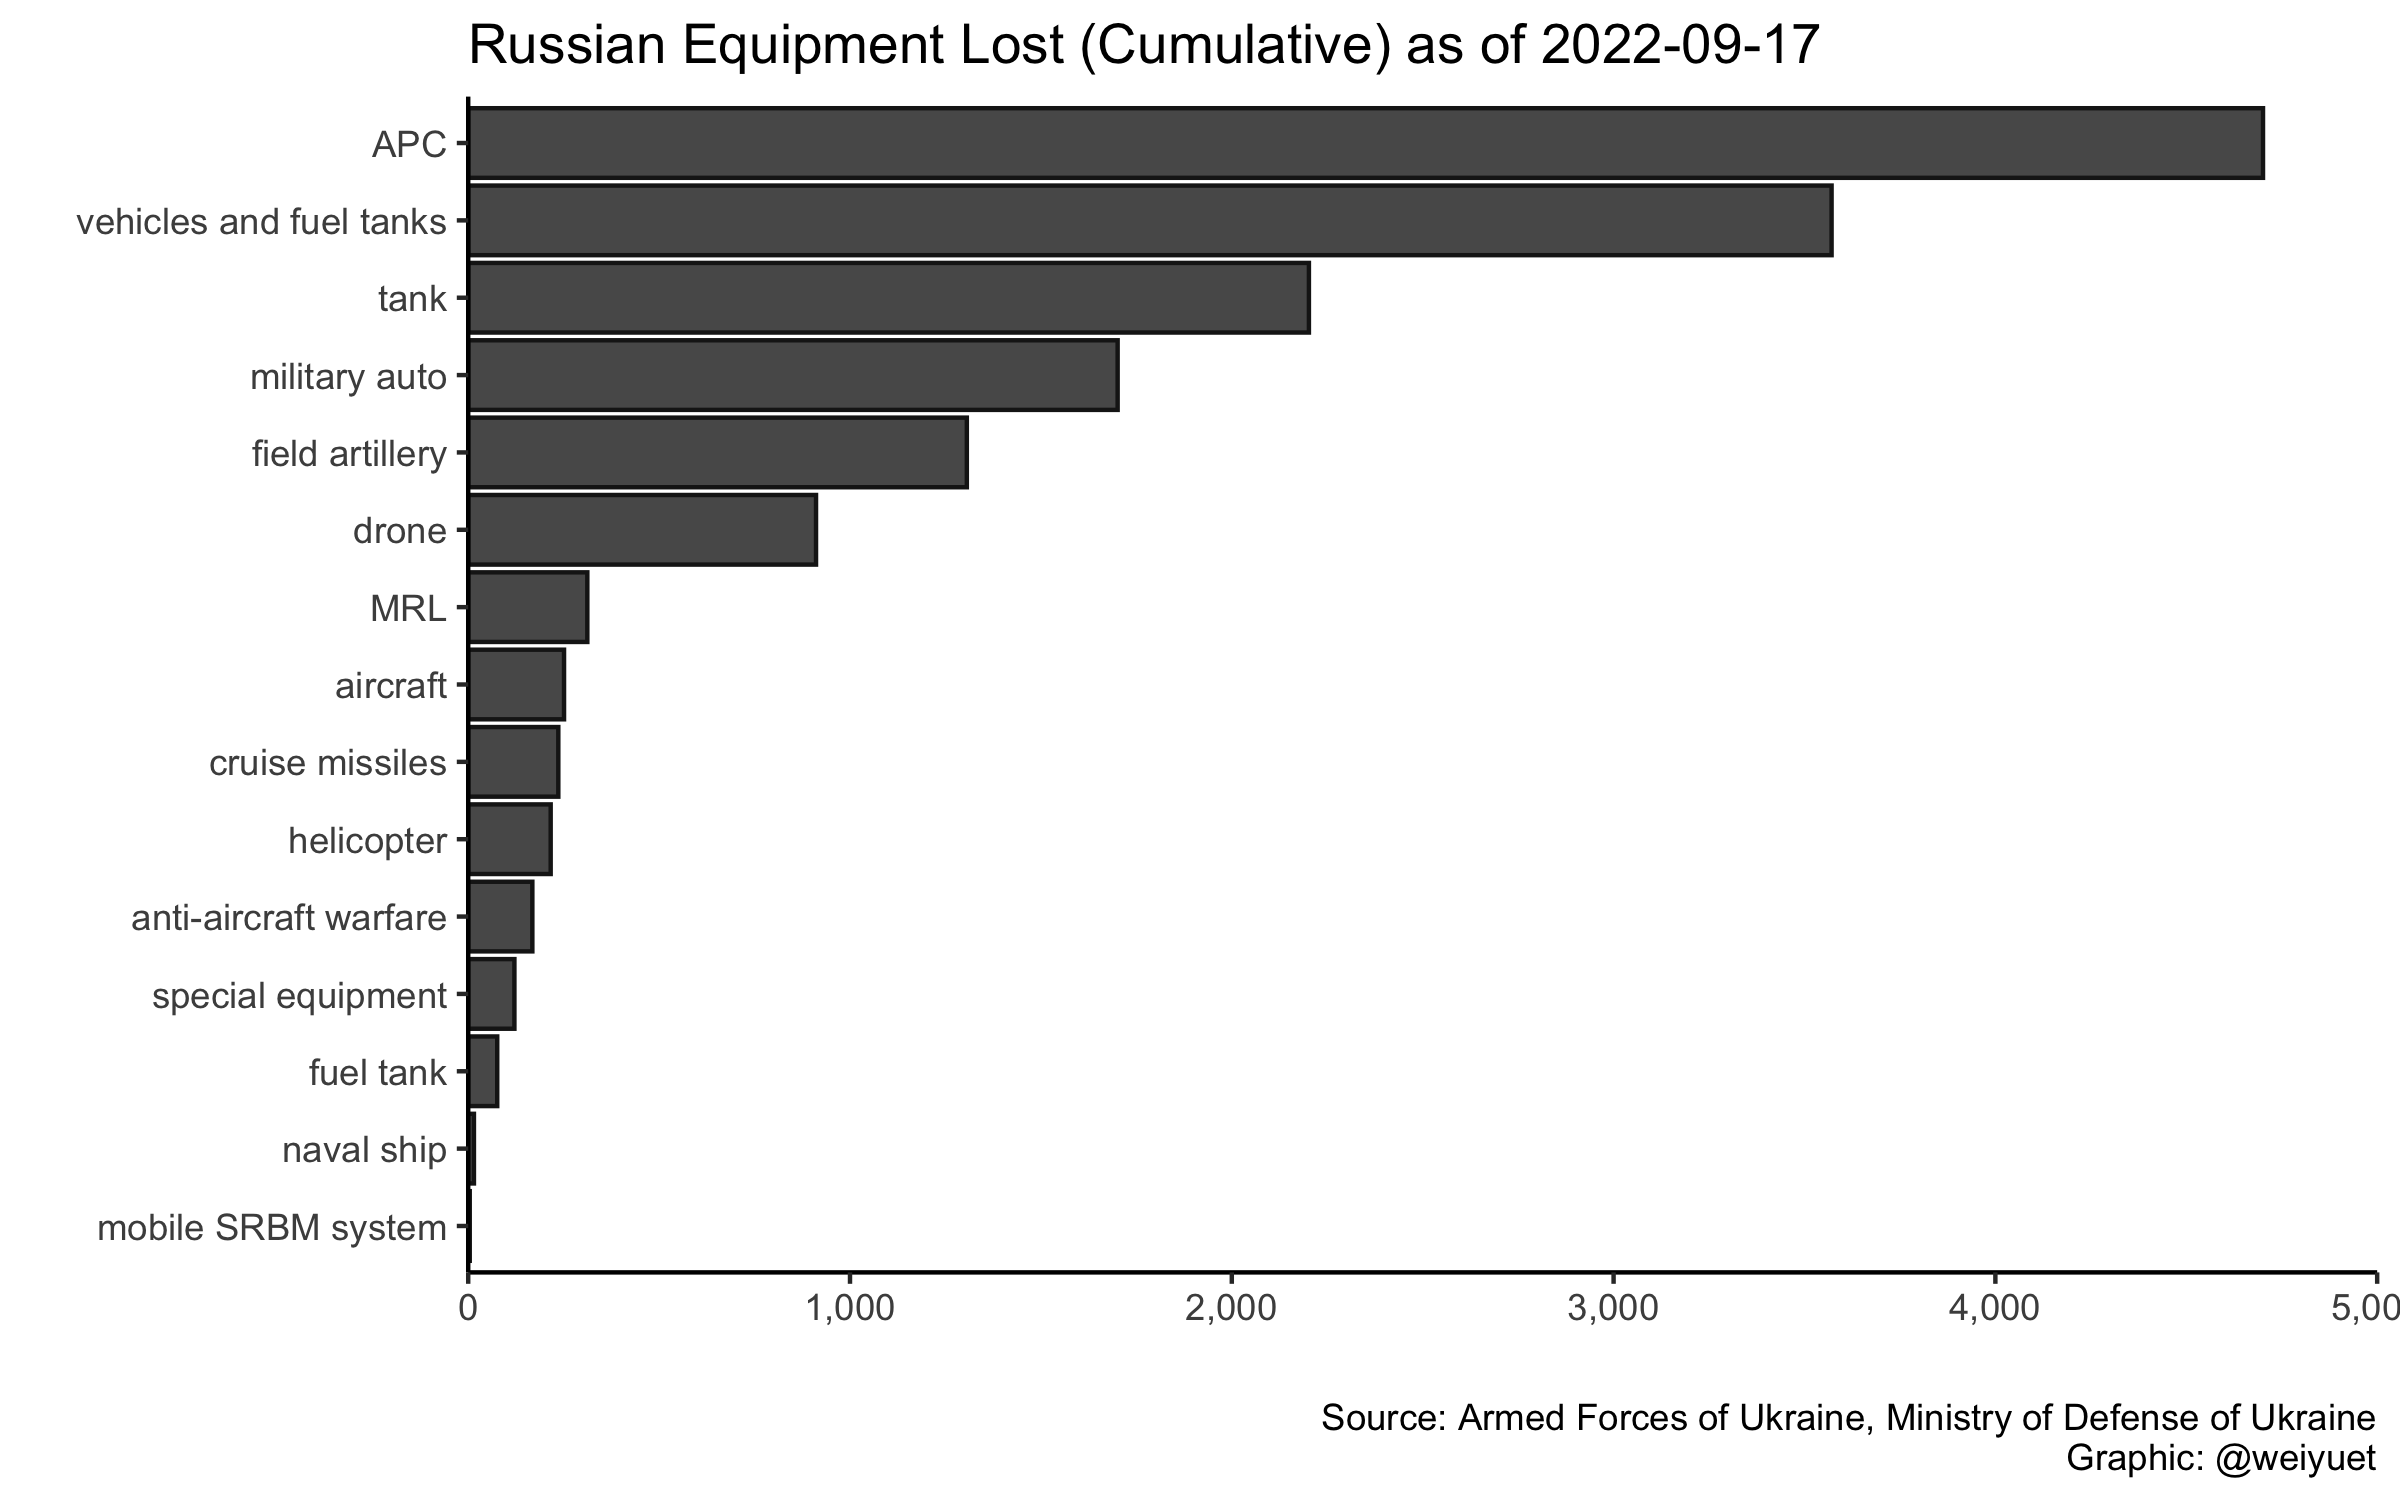 Russian Equipment Lost (Cumulative) as of 2022-09-17
APC
vehicles and fuel tanks
tank
military auto
field artillery
drone
MRL
aircraft
cruise missiles
helicopter
anti-aircraft warfare
special equipment
fuel tank
naval ship
mobile SRBM system
0 1,000 2,000 3,000 4,000 5,00
Source: Armed Forces of Ukraine, Ministry of Defense of Ukraine
Graphic: @weiyuet